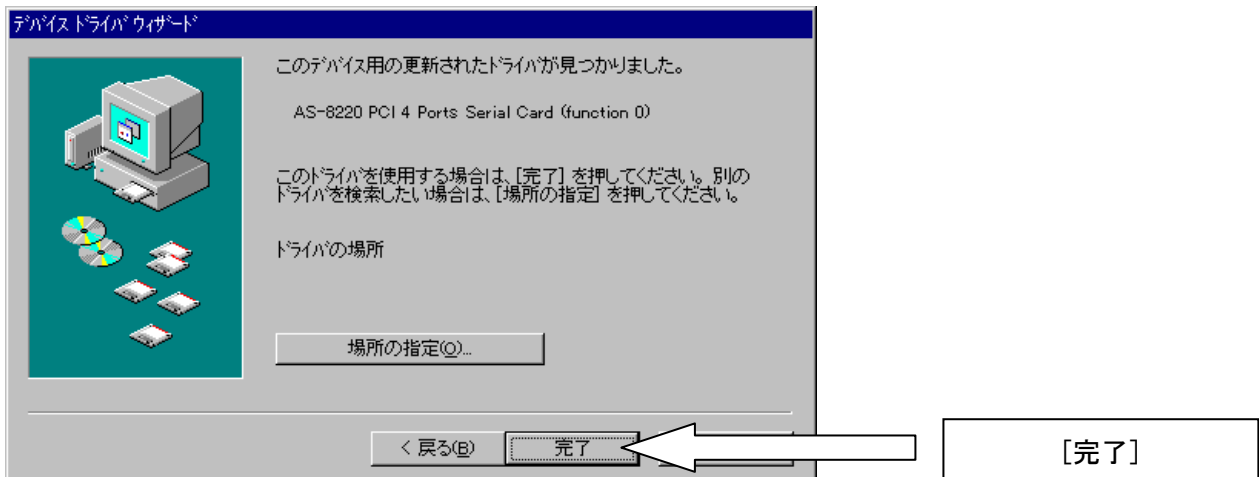 デバイス ドライバ ウィザード
このデバイス用の更新されたドライバが見つかりました。
AS-8220 PCI 4 Ports Serial Card (function 0)
このドライバを使用する場合は、[完了] を押してください。別の
ドライバを検索したい場合は、[場所の指定] を押してください。
ドライバの場所
場所の指定(O)...
< 戻る(B)
完了
[完了]